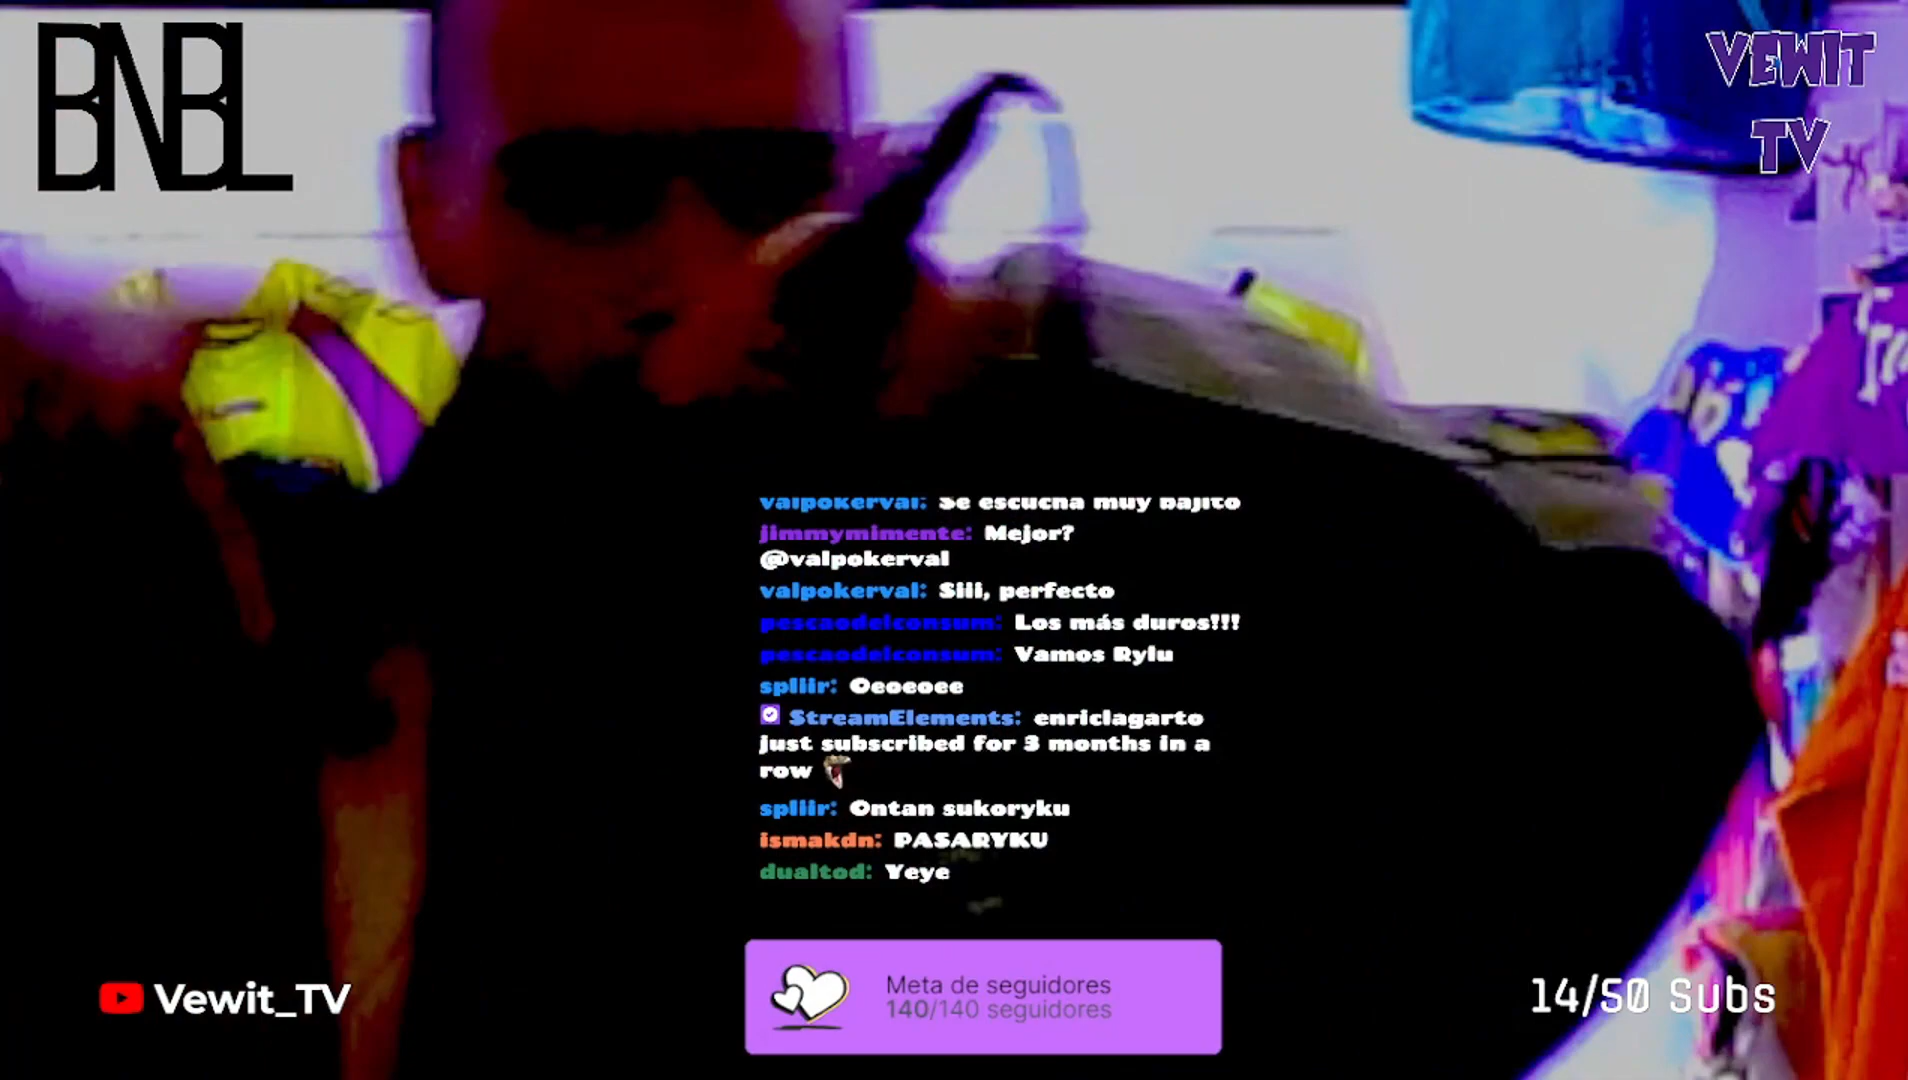 BNBL
VEWIT
TV
valpokerval: Se escucha muy bajito
jimmymimente: Mejor?
@valpokerval
valpokerval: Siii, perfecto
pescaodelconsum: Los más duros!!!
pescaodelconsum: Vamos Rylu
spliir: Oeoeoee
StreamElements: enriclagarto
just subscribed for 3 months in a
row
spliir: Ontan sukoryku
ismakdn: PASARYKU
dualtod: Yeye
Meta de seguidores
140/140 seguidores
Vewit_TV
14/50 Subs